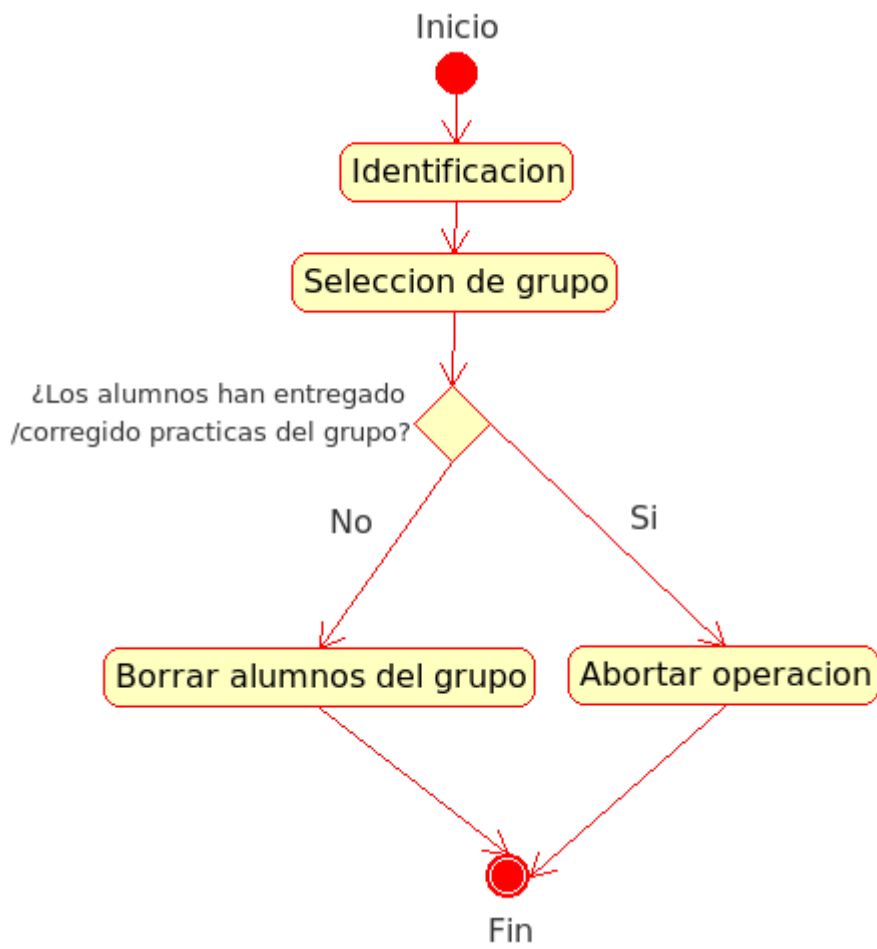 Inicio
Identificacion
Seleccion de grupo
¿Los alumnos han entregado
/corregido practicas del grupo?
No
Si
Borrar alumnos del grupo
Abortar operacion
Fin